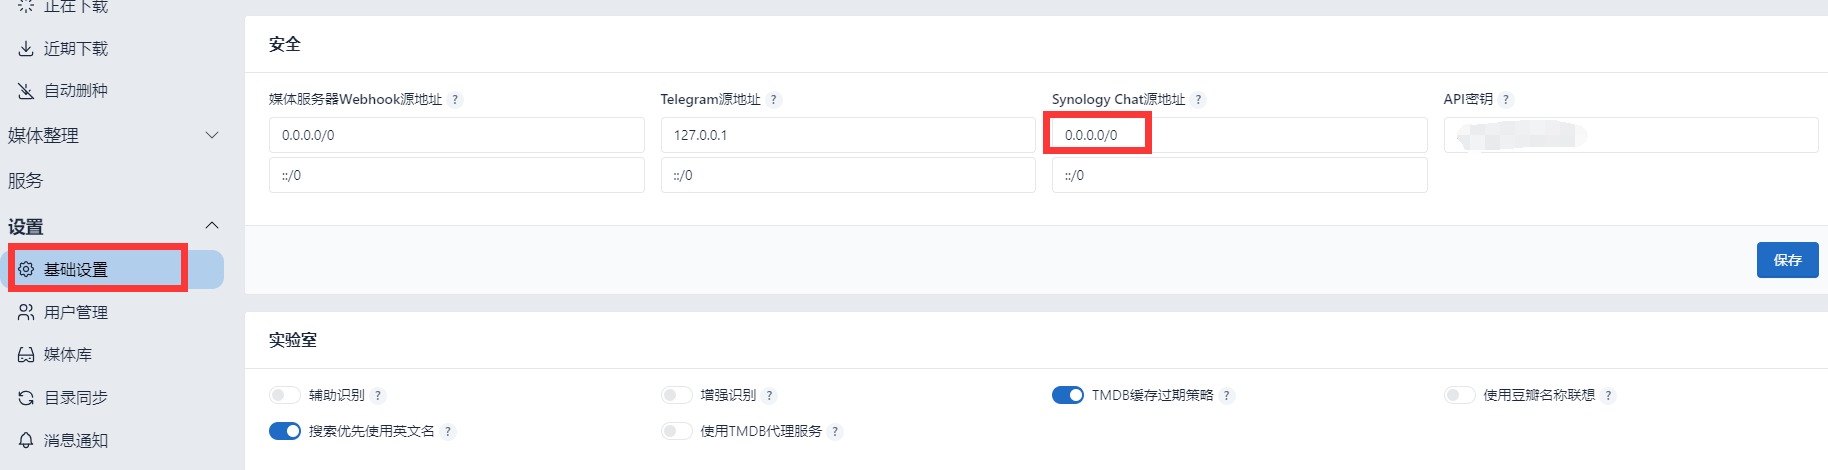 正在下载
近期下载
自动删种
媒体整理
服务
设置
基础设置
用户管理
媒体库
目录同步
消息通知
安全
媒体服务器Webhook源地址 ?
Telegram源地址 ?
Synology Chat源地址 ?
API密钥 ?
0.0.0.0/0
127.0.0.1
0.0.0.0/0
::/0
::/0
::/0
保存
实验室
辅助识别 ?
增强识别 ?
TMDB缓存过期策略 ?
使用豆瓣名称联想 ?
搜索优先使用英文名 ?
使用TMDB代理服务 ?